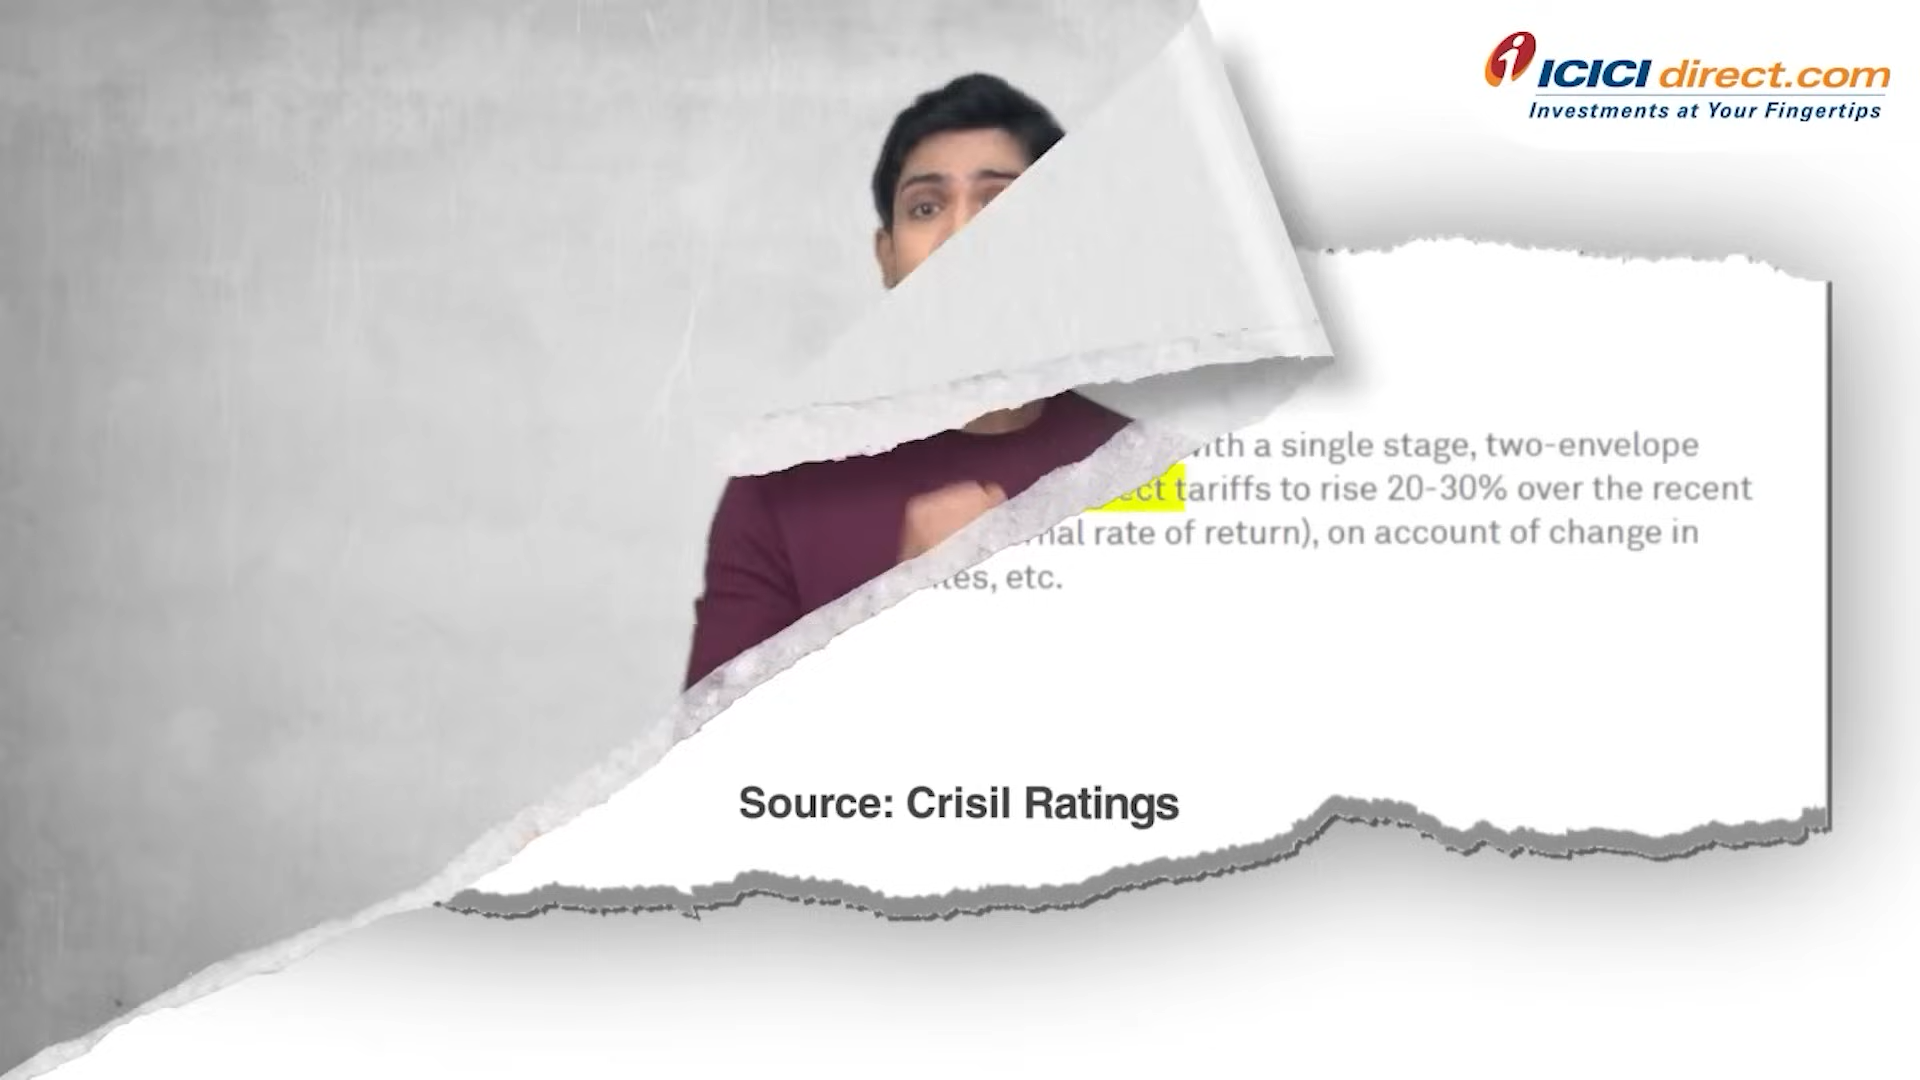 ICICI direct.com
Investments at Your Fingertips
with a single stage, two-envelope
tariffs to rise 20-30% over the recent
rate of return), on account of change in
etc.
Source: Crisil Ratings